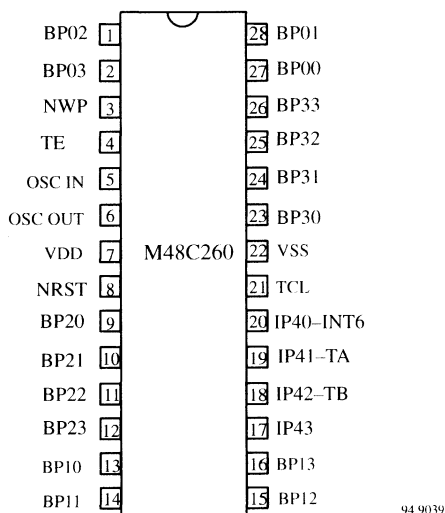 BP02 1 28 BP01
BP03 2 27 BP00
NWP 3 26 BP33
TE 4 25 BP32
OSC IN 5 24 BP31
OSC OUT 6 23 BP30
VDD 7 M48C260 22 VSS
NRST 8 21 TCL
BP20 9 20 IP40–INT6
BP21 10 19 IP41–TA
BP22 11 18 IP42–TB
BP23 12 17 IP43
BP10 13 16 BP13
BP11 14 15 BP12
94 9039